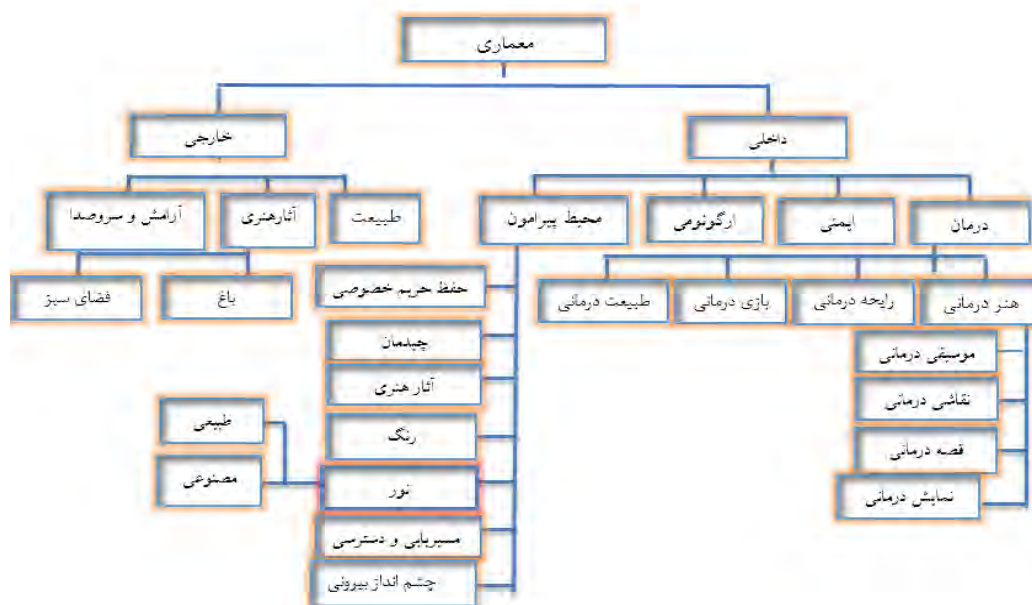 معماری
داخلی
خارجی
درمان
ایمنی
ارگونومی
محیط پیرامون
طبیعت
آثارهنری
آرامش و سروصدا
هنر درمانی
رایحه درمانی
بازی درمانی
طبیعت درمانی
حفظ حریم خصوصی
باغ
فضای سبز
موسیقی درمانی
نقاشی درمانی
قصه درمانی
نمایش درمانی
چیدمان
آثار هنری
رنگ
نور
مسیریابی و دسترسی
چشم انداز بیرونی
طبیعی
مصنوعی